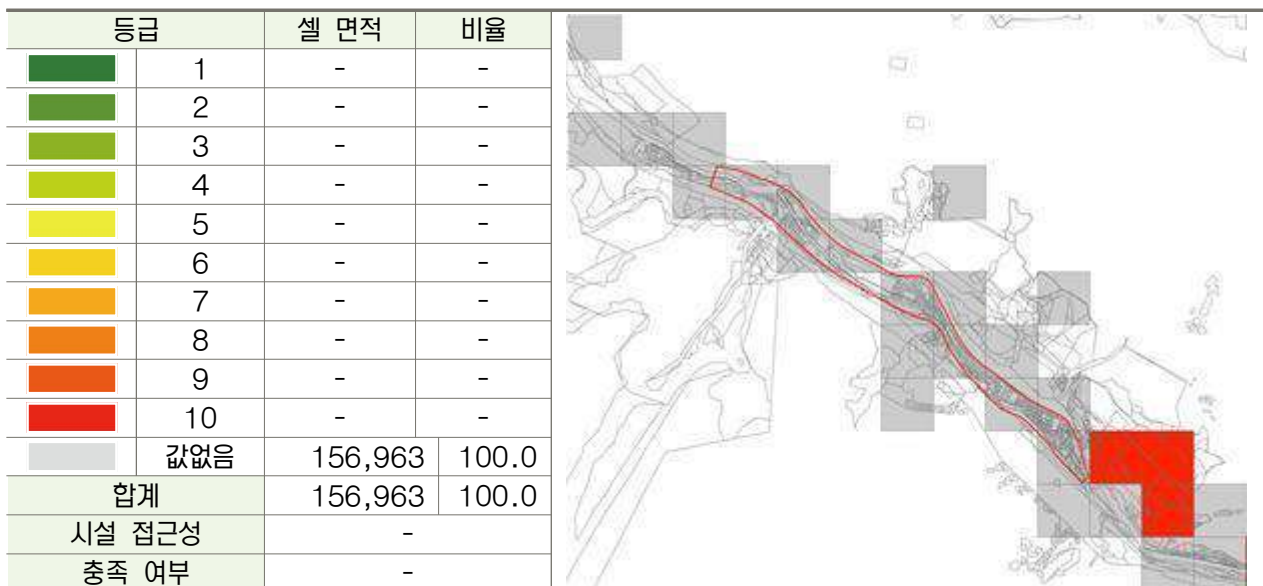 등급 셀 면적 비율
1 - -
2 - -
3 - -
4 - -
5 - -
6 - -
7 - -
8 - -
9 - -
10 - -
값없음 156,963 100.0
합계 156,963 100.0
시설 접근성 -
충족 여부 -